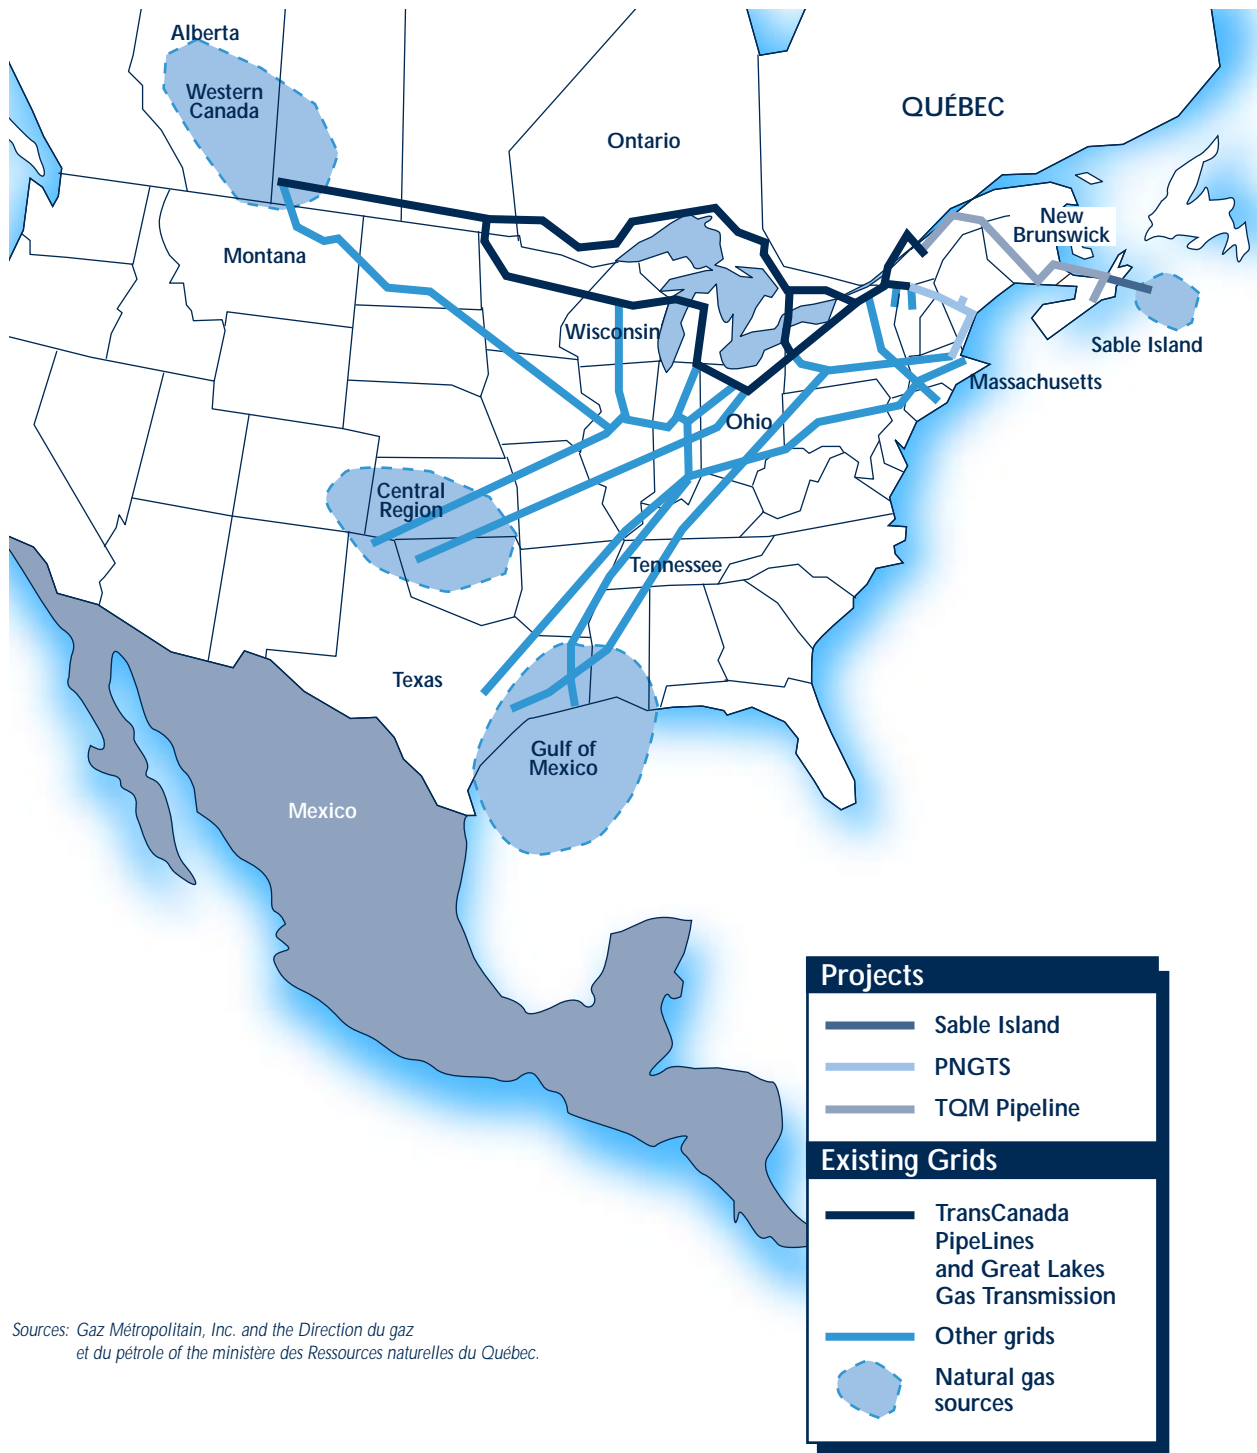 Alberta
Western
Canada
QUÉBEC
Ontario
New
Brunswick
Montana
Wisconsin
Sable Island
Massachusetts
Ohio
Central
Region
Tennessee
Texas
Gulf of
Mexico
Mexico
Projects
Sable Island
PNGTS
TQM Pipeline
Existing Grids
TransCanada
PipeLines
and Great Lakes
Gas Transmission
Other grids
Natural gas
sources
Sources: Gaz Métropolitain, Inc. and the Direction du gaz
et du pétrole of the ministère des Ressources naturelles du Québec.